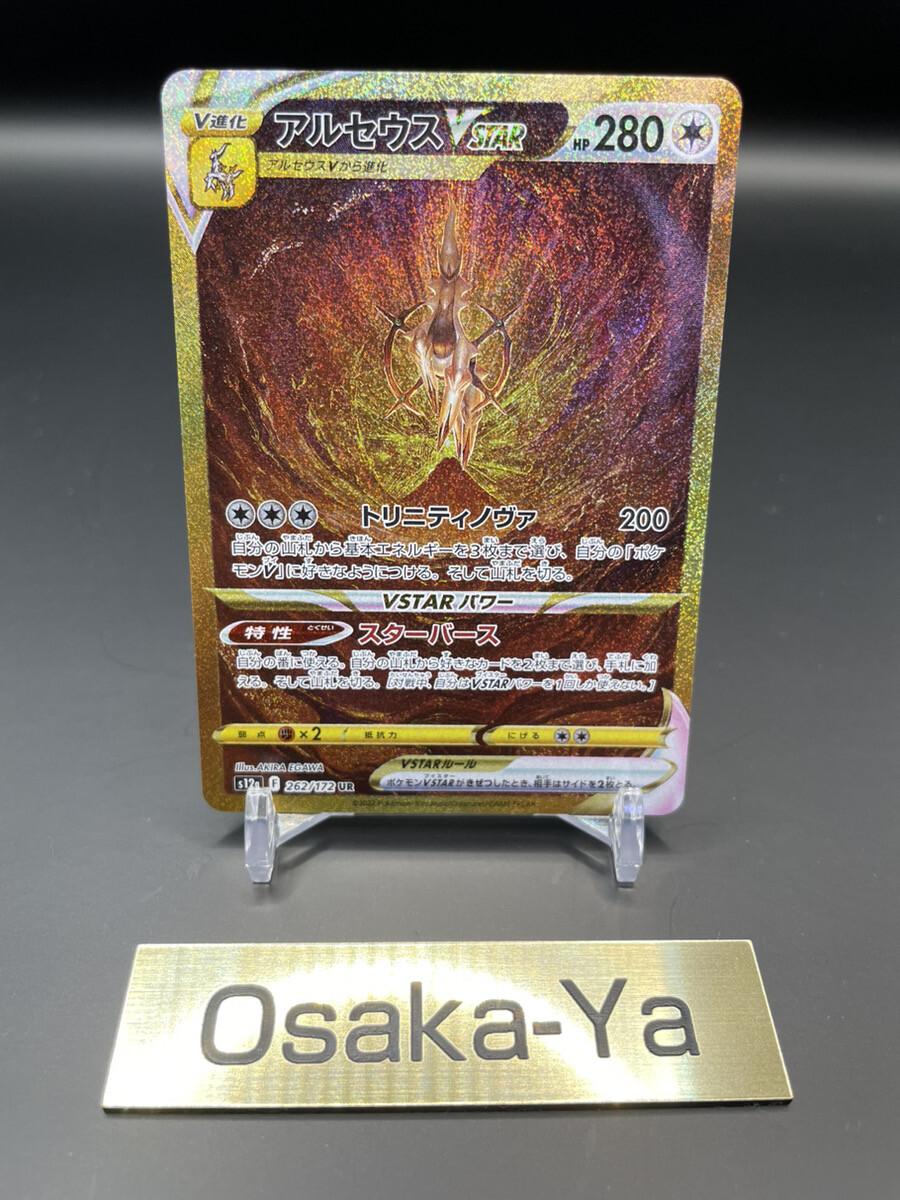 V進化
アルセウスVSTAR
HP 280
アルセウスVから進化
トリニティノヴァ 200
自分の山札から基本エネルギーを3枚まで選び、自分の「ポケ
モンV」に好きなようにつける。そして山札を切る。
VSTARパワー
特性 とくせい スターバース
自分の番に使える。自分の山札から好きなカードを2枚まで選び、手札に加
える。そして山札を切る。[対戦中、自分はVSTARパワーを1回しか使えない。]
弱点 ×2 抵抗力 にげる
Illus. AKIRA EGAWA
VSTARルール
ポケモンVSTARがきぜつしたとき、相手はサイドを2枚とる。
s12a F 262/172 UR
Osaka-Ya